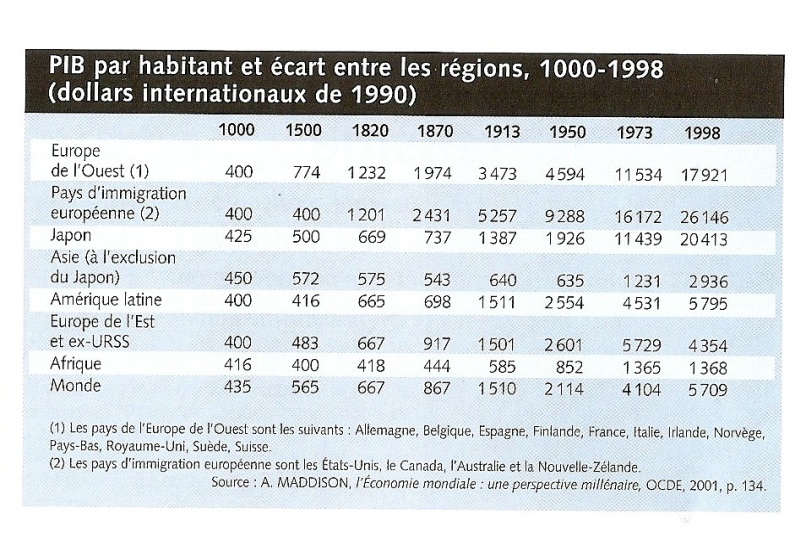 PIB par habitant et écart entre les régions, 1000-1998
(dollars internationaux de 1990)
1000 1500 1820 1870 1913 1950 1973 1998
Europe
de l'Ouest (1) 400 774 1 232 1 974 3 473 4 594 11 534 17 921
Pays d'immigration
européenne (2) 400 400 1 201 2 431 5 257 9 288 16 172 26 146
Japon 425 500 669 737 1 387 1 926 11 439 20 413
Asie (à l'exclusion
du Japon) 450 572 575 543 640 635 1 231 2 936
Amérique latine 400 416 665 698 1 511 2 554 4 531 5 795
Europe de l'Est
et ex-URSS 400 483 667 917 1 501 2 601 5 729 4 354
Afrique 416 400 418 444 585 852 1 365 1 368
Monde 435 565 667 867 1 510 2 114 4 104 5 709
(1) Les pays de l'Europe de l'Ouest sont les suivants : Allemagne, Belgique, Espagne, Finlande, France, Italie, Irlande, Norvège,
Pays-Bas, Royaume-Uni, Suède, Suisse.
(2) Les pays d'immigration européenne sont les États-Unis, le Canada, l'Australie et la Nouvelle-Zélande.
Source : A. MADDISON, l'Économie mondiale : une perspective millénaire, OCDE, 2001, p. 134.